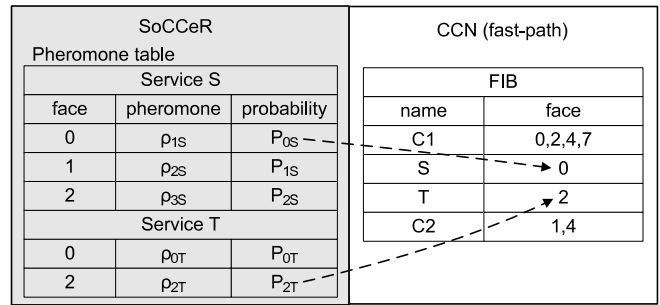 SoCCeR
Pheromone table
Service S
face pheromone probability
0 ρ1S P0S
1 ρ2S P1S
2 ρ3S P2S
Service T
0 ρ0T P0T
2 ρ2T P2T
CCN (fast-path)
FIB
name face
C1 0,2,4,7
S 0
T 2
C2 1,4